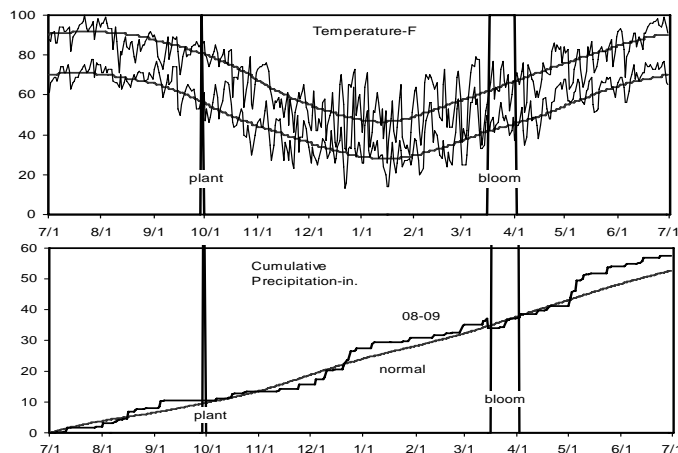 100
Temperature-F
80
60
40
20
plant
bloom
0
7/1 8/1 9/1 10/1 11/1 12/1 1/1 2/1 3/1 4/1 5/1 6/1 7/1
60
Cumulative
Precipitation-in.
50
40
08-09
30
normal
20
10
plant
bloom
0
7/1 8/1 9/1 10/1 11/1 12/1 1/1 2/1 3/1 4/1 5/1 6/1 7/1